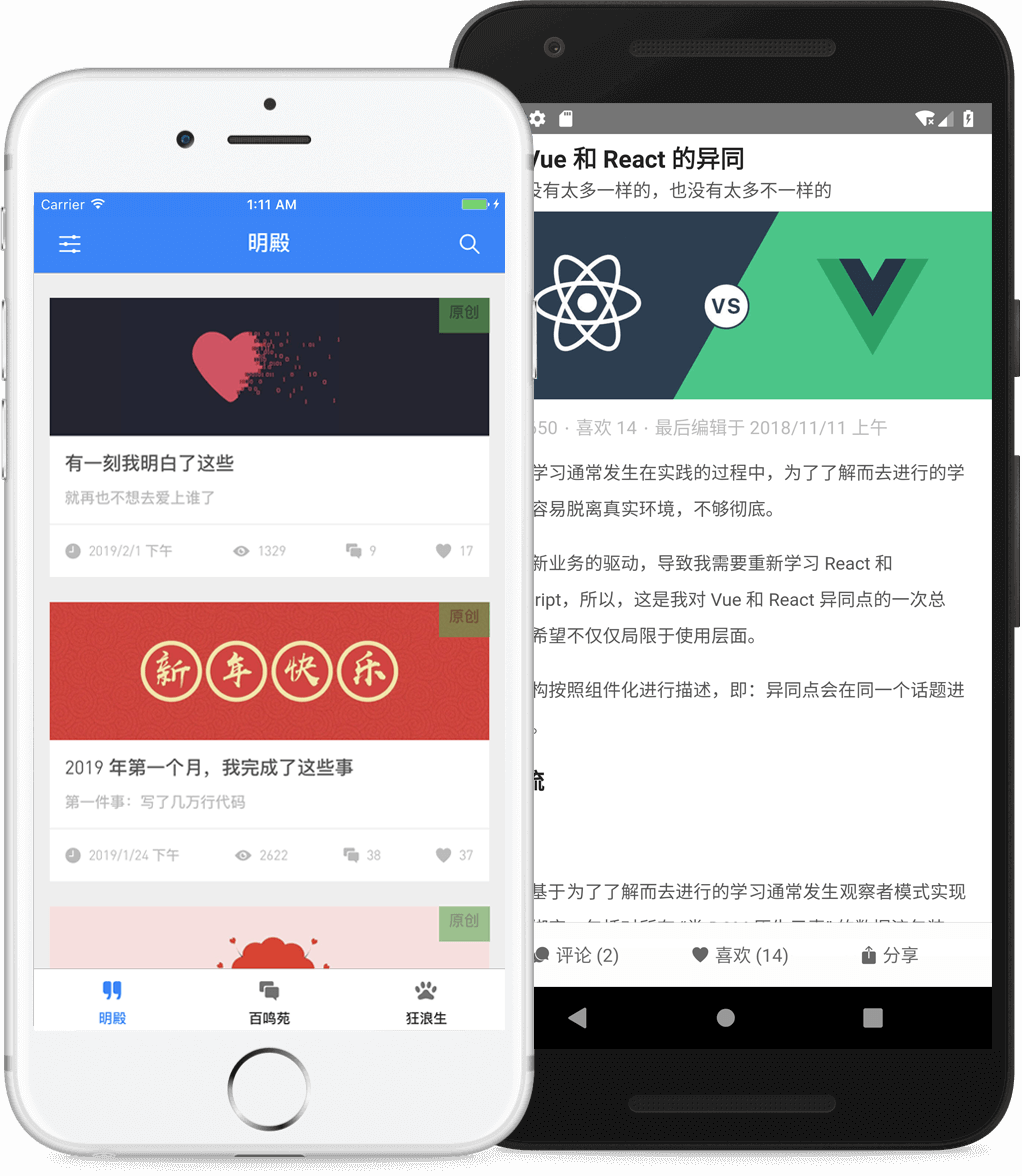 Carrier
1:11 AM
明殿
原创
有一刻我明白了这些
就再也不想去爱上谁了
2019/2/1 下午
1329
9
17
原创
新年快乐
2019 年第一个月，我完成了这些事
第一件事：写了几万行代码
2019/1/24 下午
2622
38
37
原创
明殿
百鸣苑
狂浪生
Vue 和 React 的异同
没有太多一样的，也没有太多不一样的
VS
650 · 喜欢 14 · 最后编辑于 2018/11/11 上午
学习通常发生在实践的过程中，为了了解而去进行的学
容易脱离真实环境，不够彻底。
新业务的驱动，导致我需要重新学习 React 和
ript，所以，这是我对 Vue 和 React 异同点的一次总
希望不仅仅局限于使用层面。
构按照组件化进行描述，即：异同点会在同一个话题进
。
流
基于为了了解而去进行的学习通常发生观察者模式实现
评论 (2)
喜欢 (14)
分享